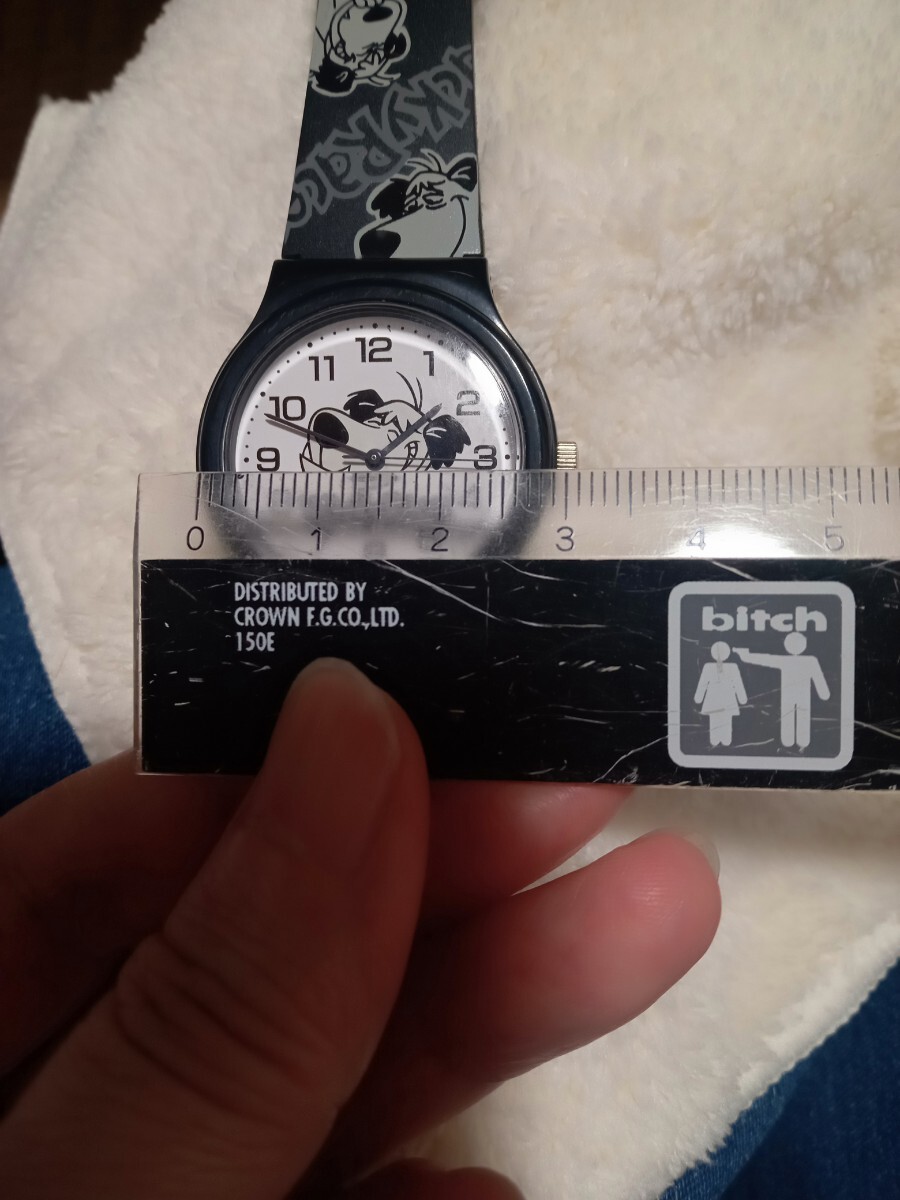 12
11
1
10
2
9
3
0 1 2 3 4 5
DISTRIBUTED BY
CROWN F.G.CO.,LTD.
150E
bitch